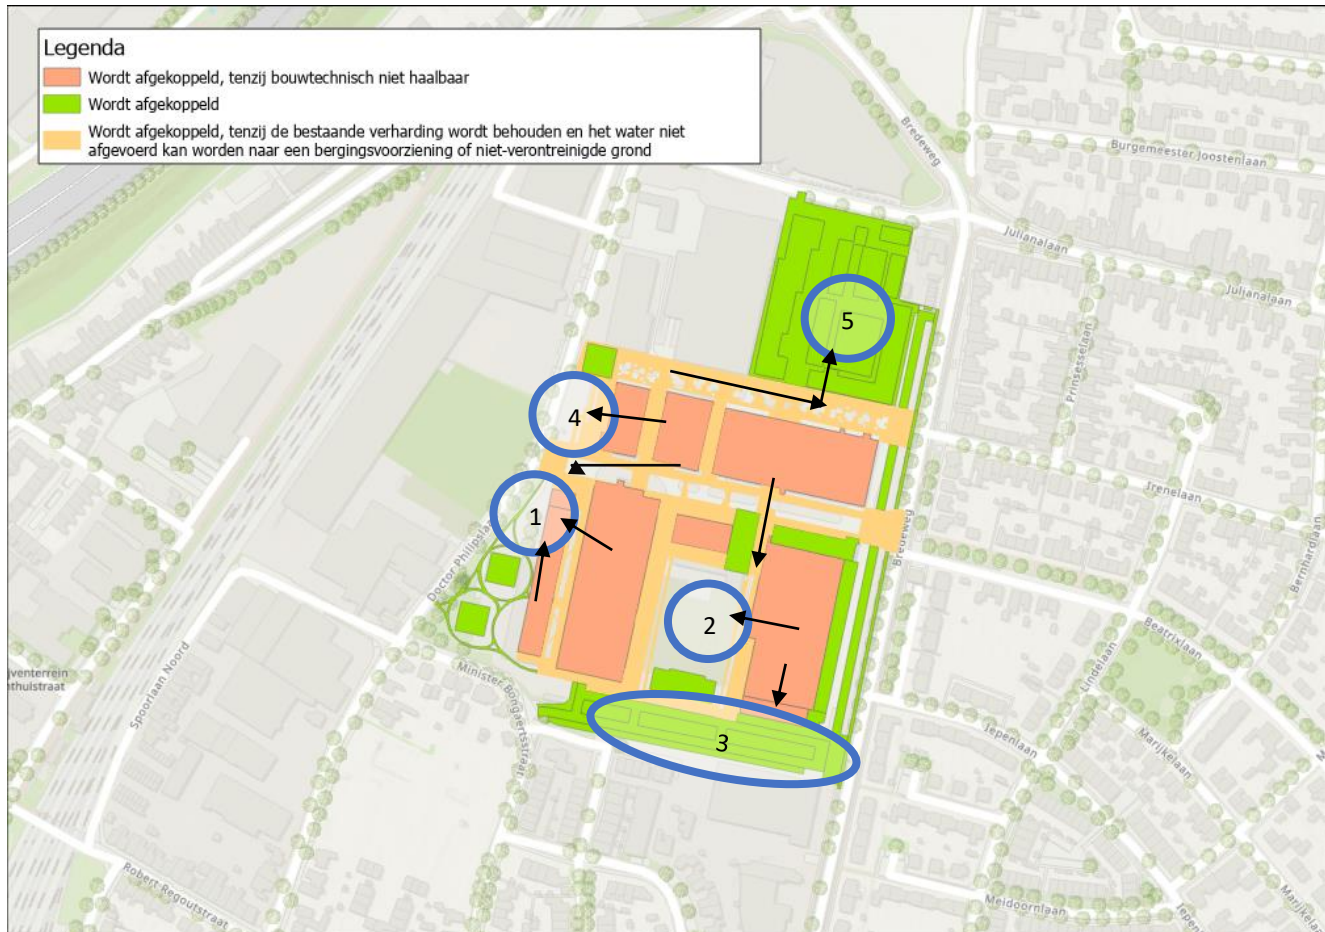 Legenda
Wordt afgekoppeld, tenzij bouwtechnisch niet haalbaar
Wordt afgekoppeld
Wordt afgekoppeld, tenzij de bestaande verharding wordt behouden en het water niet
afgevoerd kan worden naar een bergingsvoorziening of niet-verontreinigde grond
Bredeweg
Burgemeester Joostenlaan
Julianalaan
Julianalaan
5
Prinsesselaan
4
Irenelaan
1
Doctor Philipslaan
Bredeweg
Bernhardlaan
2
Beatrixlaan
Lindelaan
jventerrein
nthuistraat
Spoorlaan Noord
Minister Bongaertsstraat
3
Iepenlaan
Marijkelaan
Robert Regoutstraat
Meidoornlaan
Marijkelaan